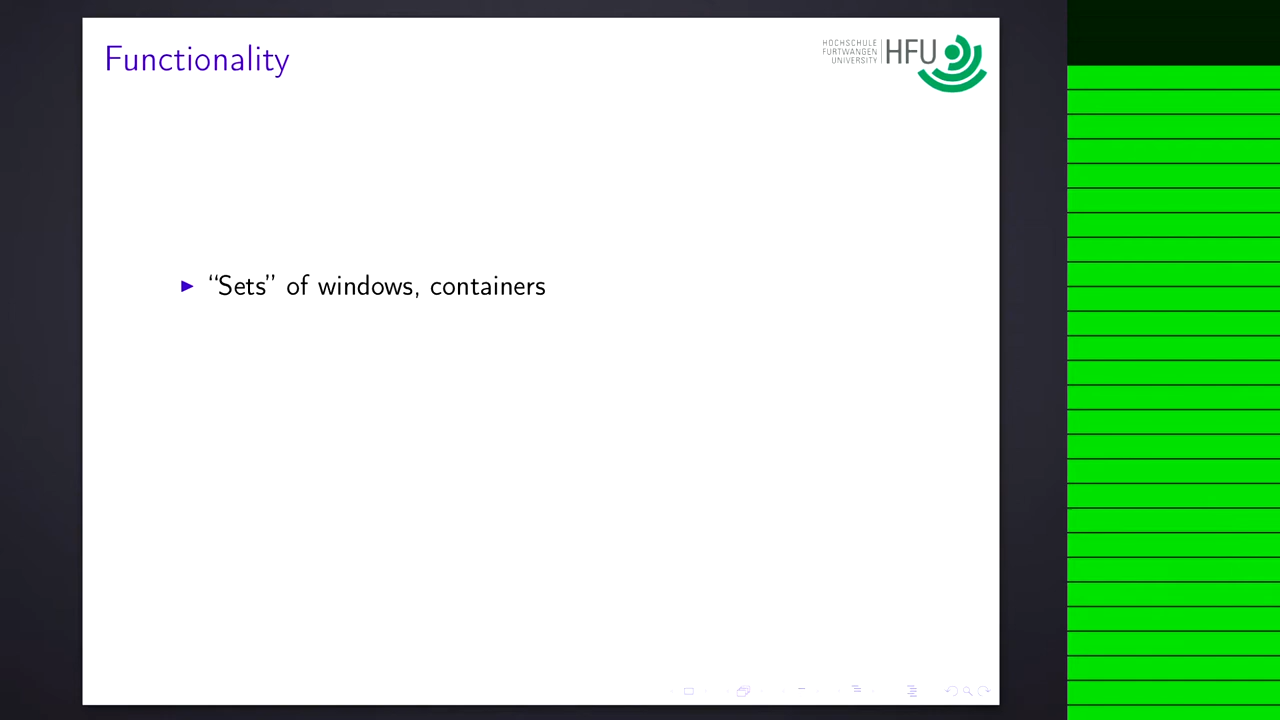 Functionality
HOCHSCHULE
FURTWANGEN
UNIVERSITY
HFU
“Sets” of windows, containers